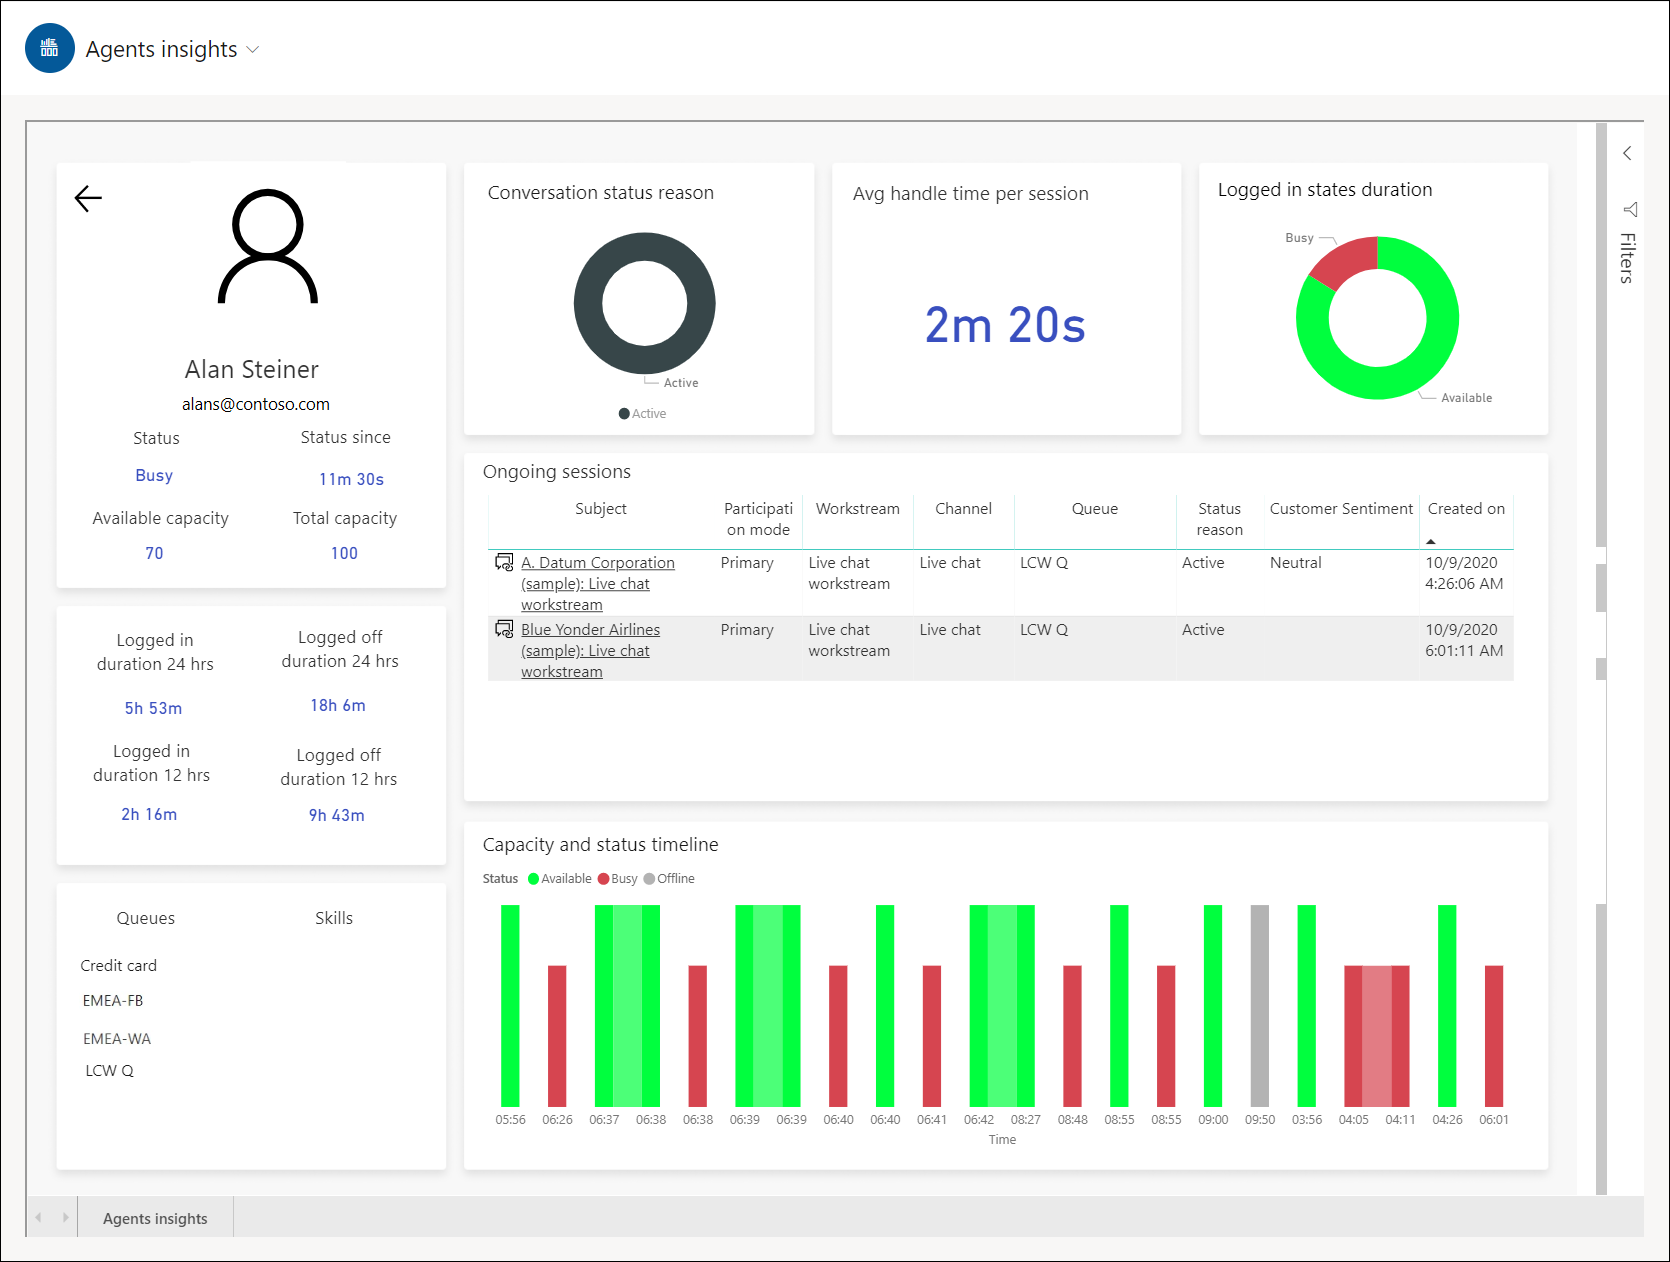 Agents insights
Alan Steiner
alans@contoso.com
Status
Status since
Busy
11m 30s
Available capacity
Total capacity
70
100
Logged in
duration 24 hrs
Logged off
duration 24 hrs
5h 53m
18h 6m
Logged in
duration 12 hrs
Logged off
duration 12 hrs
2h 16m
9h 43m
Queues
Skills
Credit card
EMEA-FB
EMEA-WA
LCW Q
Conversation status reason
Active
Active
Avg handle time per session
2m 20s
Logged in states duration
Busy
Available
Filters
Ongoing sessions
Subject
Participati
on mode
Workstream
Channel
Queue
Status
reason
Customer Sentiment
Created on
A. Datum Corporation
(sample): Live chat
workstream
Primary
Live chat
workstream
Live chat
LCW Q
Active
Neutral
10/9/2020
4:26:06 AM
Blue Yonder Airlines
(sample): Live chat
workstream
Primary
Live chat
workstream
Live chat
LCW Q
Active
10/9/2020
6:01:11 AM
Capacity and status timeline
Status Available Busy Offline
05:56 06:26 06:37 06:38 06:38 06:39 06:39 06:40 06:40 06:41 06:42 08:27 08:48 08:55 08:55 09:00 09:50 03:56 04:05 04:11 04:26 06:01
Time
Agents insights